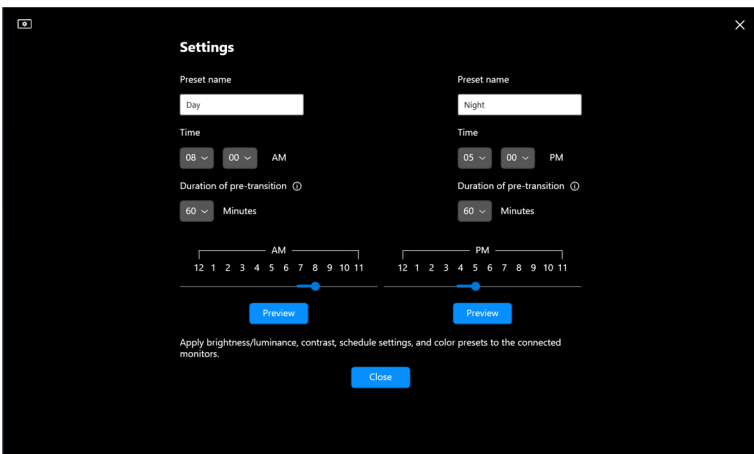 Settings
Preset name
Day
Time
08 00 AM
Duration of pre-transition
60 Minutes
Preset name
Night
Time
05 00 PM
Duration of pre-transition
60 Minutes
AM
12 1 2 3 4 5 6 7 8 9 10 11
PM
12 1 2 3 4 5 6 7 8 9 10 11
Preview
Preview
Apply brightness/luminance, contrast, schedule settings, and color presets to the connected
monitors.
Close